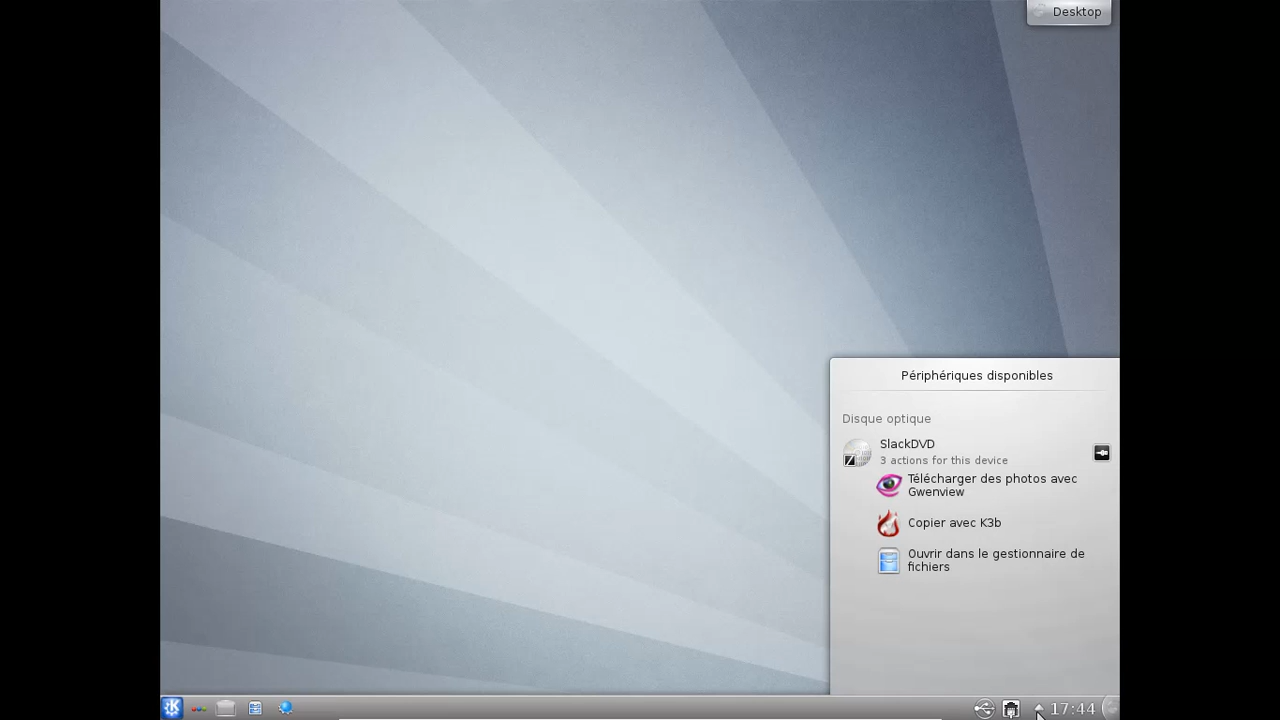 Desktop
Périphériques disponibles
Disque optique
SlackDVD
3 actions for this device
Télécharger des photos avec
Gwenview
Copier avec K3b
Ouvrir dans le gestionnaire de
fichiers
17:44